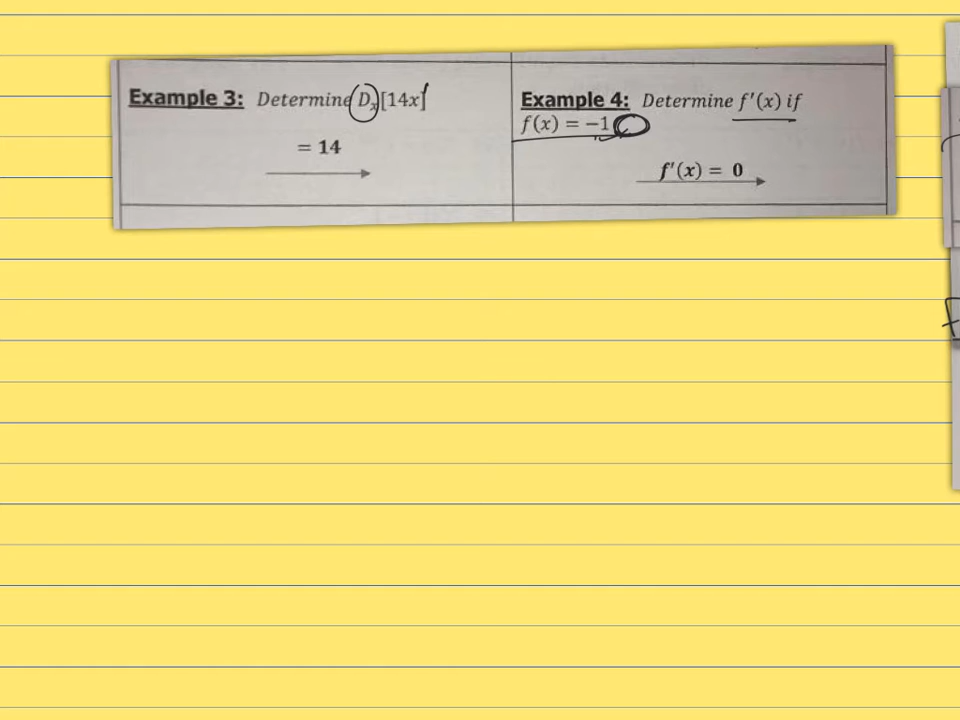 Example 3: Determine Dx[14x]
= 14
Example 4: Determine f'(x) if
f(x) = −1
f'(x) = 0